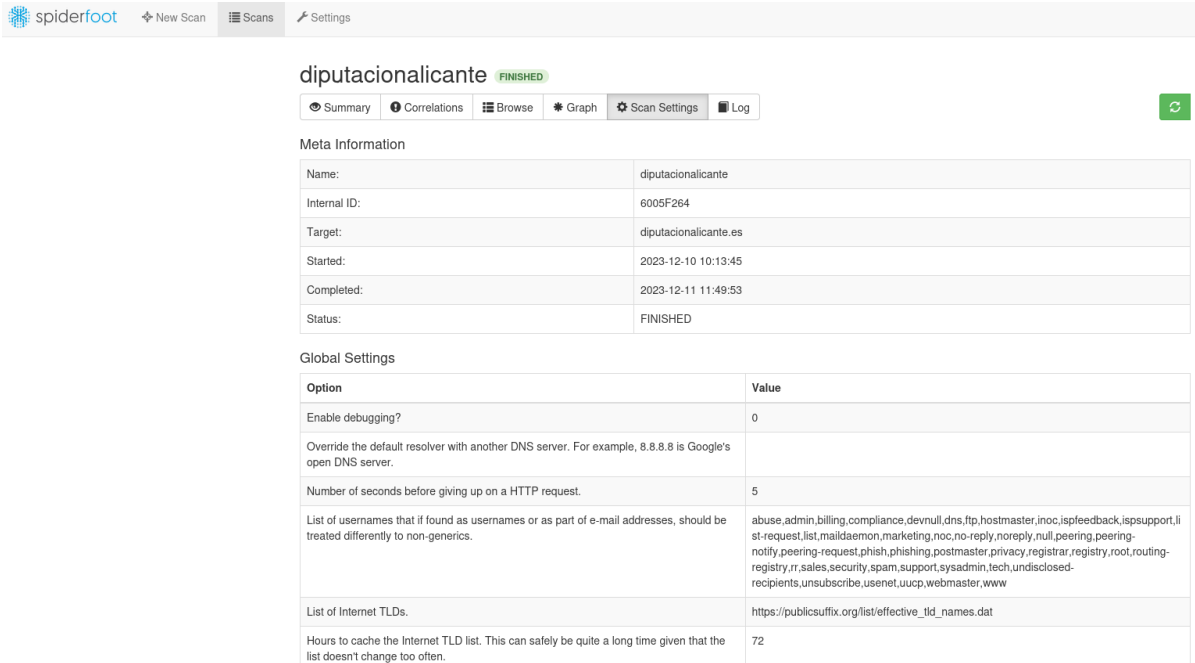 spiderfoot New Scan Scans Settings
diputacionalicante FINISHED
Summary Correlations Browse Graph Scan Settings Log
Meta Information
Name: diputacionalicante
Internal ID: 6005F264
Target: diputacionalicante.es
Started: 2023-12-10 10:13:45
Completed: 2023-12-11 11:49:53
Status: FINISHED
Global Settings
Option Value
Enable debugging? 0
Override the default resolver with another DNS server. For example, 8.8.8.8 is Google's
open DNS server.
Number of seconds before giving up on a HTTP request. 5
List of usernames that if found as usernames or as part of e-mail addresses, should be
treated differently to non-generics.
abuse,admin,billing,compliance,devnull,dns,ftp,hostmaster,inoc,ispfeedback,ispsupport,li
st-request,list,maildaemon,marketing,noc,no-reply,noreply,null,peering,peering-
notify,peering-request,phish,phishing,postmaster,privacy,registrar,registry,root,routing-
registry,rr,sales,security,spam,support,sysadmin,tech,undisclosed-
recipients,unsubscribe,usenet,uucp,webmaster,www
List of Internet TLDs. https://publicsuffix.org/list/effective_tld_names.dat
Hours to cache the Internet TLD list. This can safely be quite a long time given that the
list doesn't change too often.
72